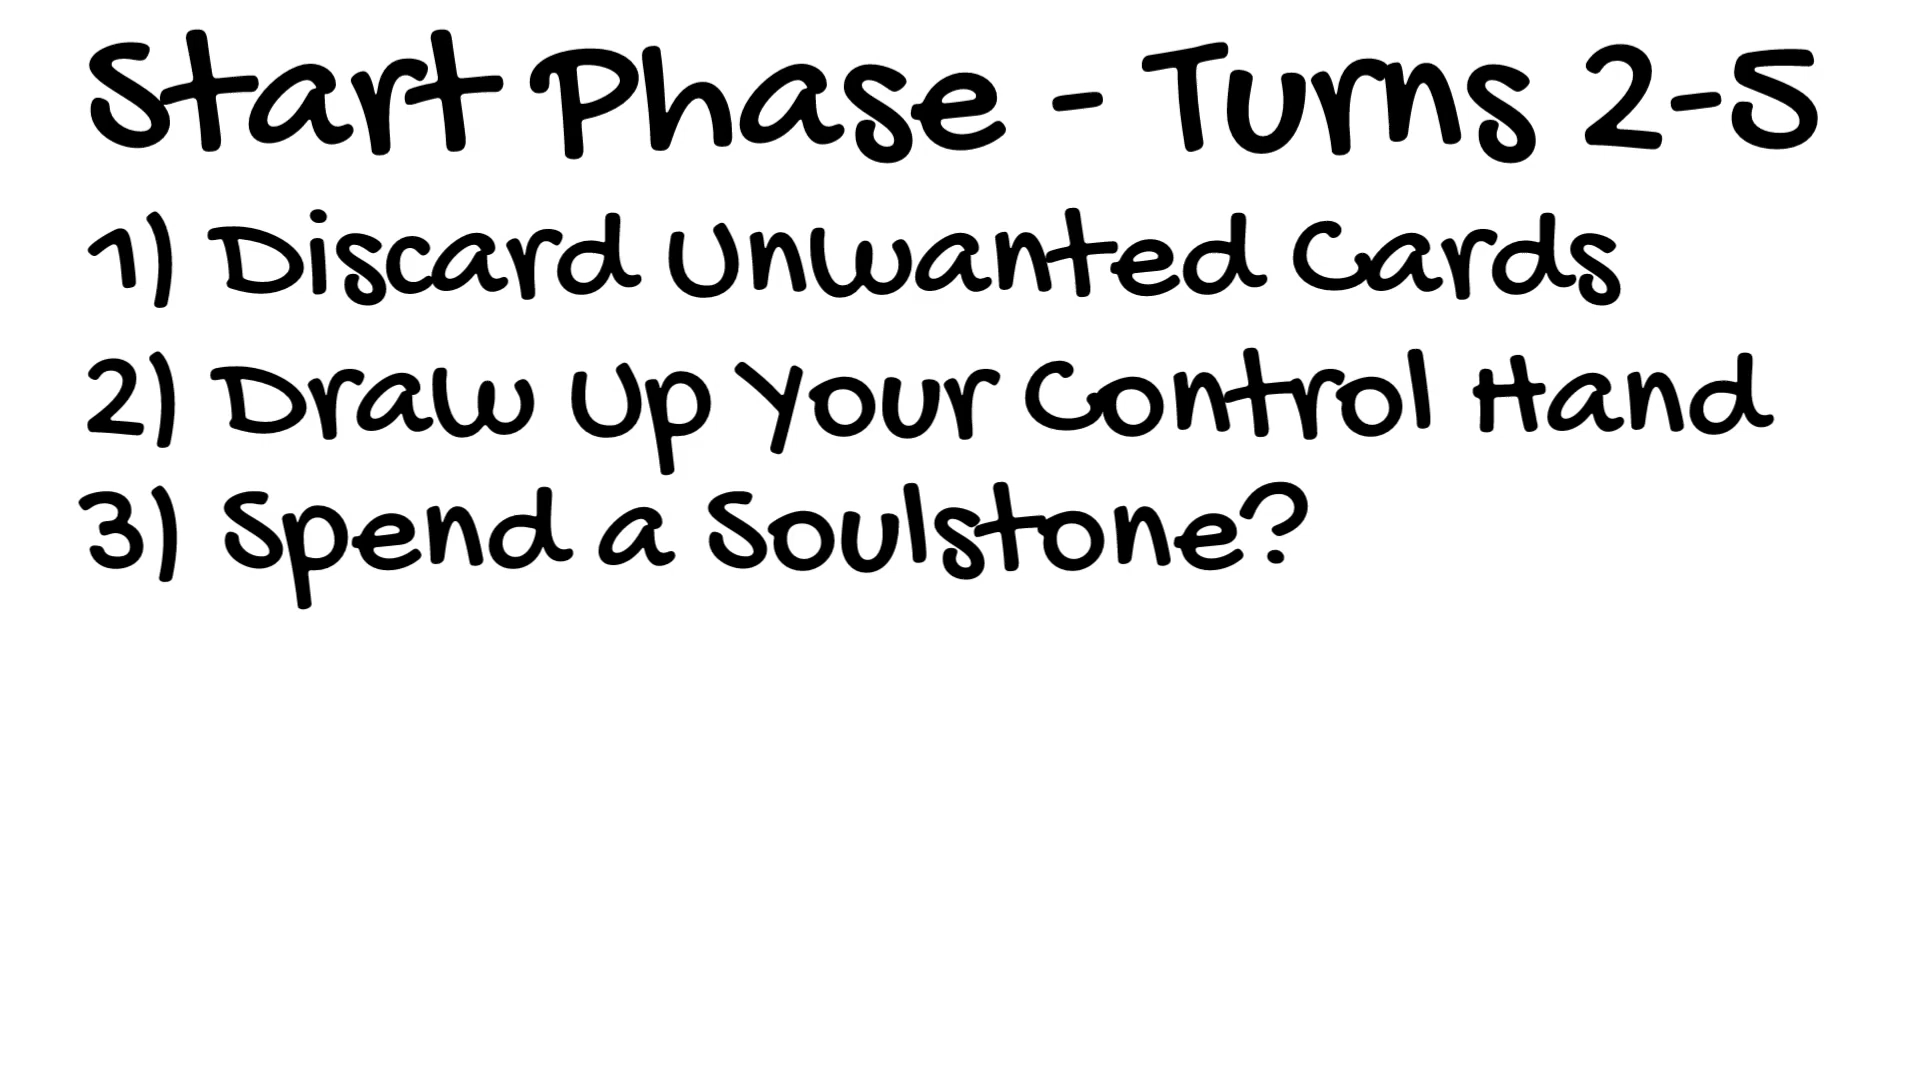 Start Phase - Turns 2-5
1) Discard Unwanted Cards
2) Draw Up Your Control Hand
3) Spend a Soulstone?